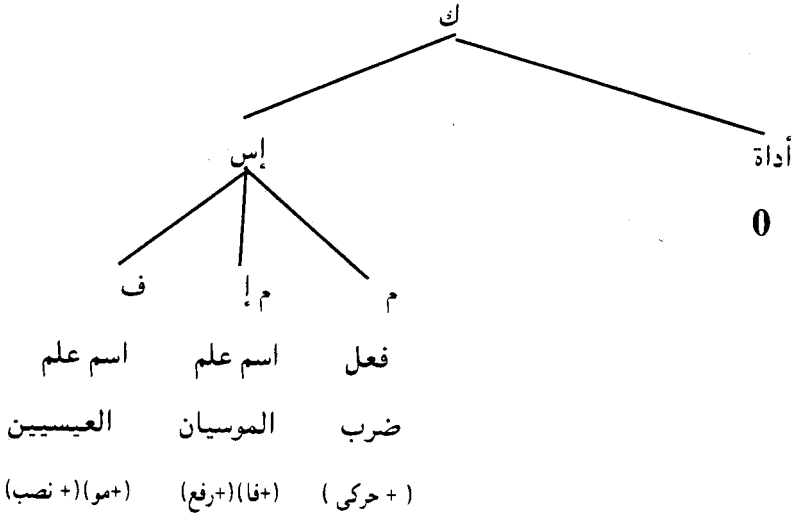 ك
أداة إس
0
م م إ ف
فعل اسم علم اسم علم
ضرب الموسيان العيسيين
( + حركى ) (+فا)(+رفع) (+مو)(+ نصب)